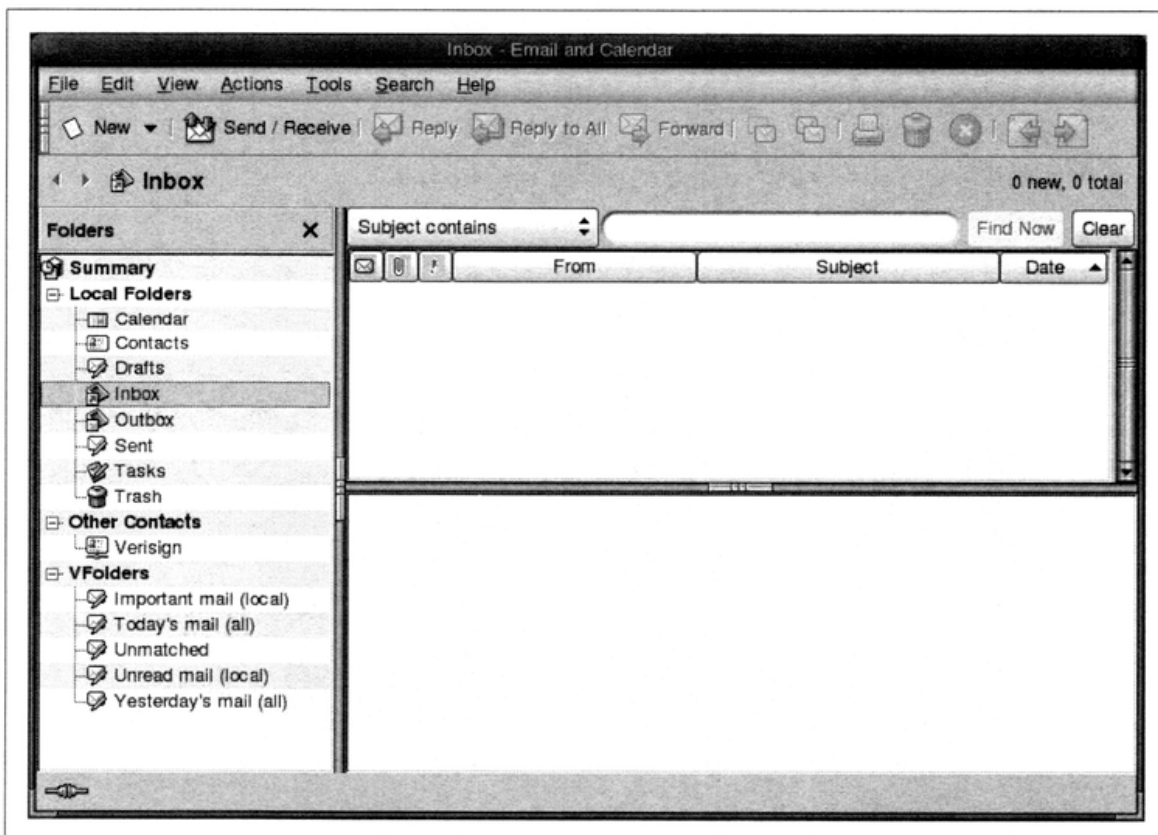 Inbox - Email and Calendar
File Edit View Actions Tools Search Help
New Send / Receive Reply Reply to All Forward
Inbox 0 new, 0 total
Folders
Subject contains Find Now Clear
From Subject Date
Summary
Local Folders
Calendar
Contacts
Drafts
Inbox
Outbox
Sent
Tasks
Trash
Other Contacts
Verisign
VFolders
Important mail (local)
Today's mail (all)
Unmatched
Unread mail (local)
Yesterday's mail (all)